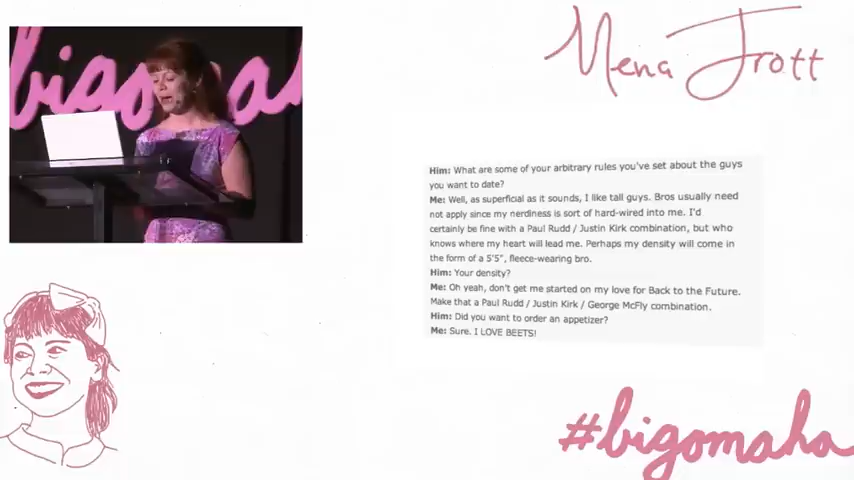 bigomaha
Mena Trott
Him: What are some of your arbitrary rules you've set about the guys
you want to date?
Me: Well, as superficial as it sounds, I like tall guys. Bros usually need
not apply since my nerdiness is sort of hard-wired into me. I'd
certainly be fine with a Paul Rudd / Justin Kirk combination, but who
knows where my heart will lead me. Perhaps my density will come in
the form of a 5'5", fleece-wearing bro.
Him: Your density?
Me: Oh yeah, don't get me started on my love for Back to the Future.
Make that a Paul Rudd / Justin Kirk / George McFly combination.
Him: Did you want to order an appetizer?
Me: Sure. I LOVE BEETS!
#bigomaha